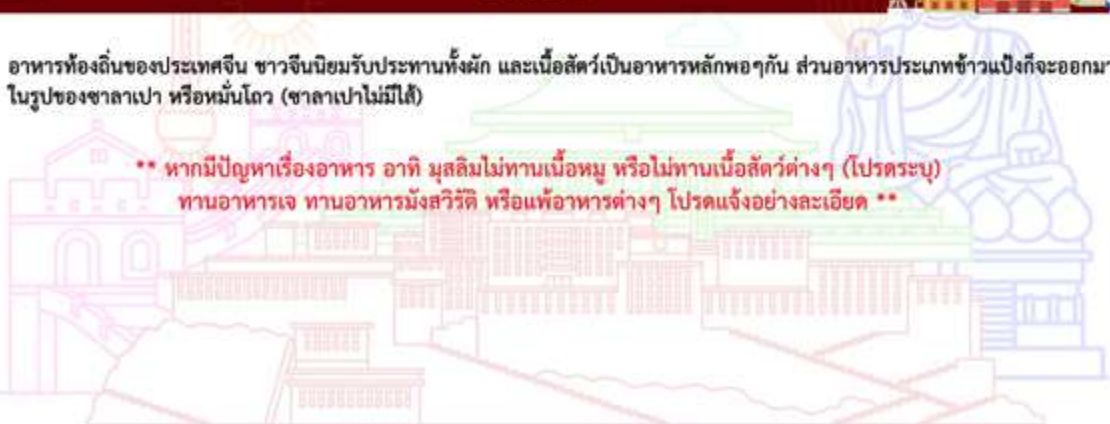 อาหารท้องถิ่นของประเทศจีน ชาวจีนนิยมรับประทานทั้งผัก และเนื้อสัตว์เป็นอาหารหลักพอๆกัน ส่วนอาหารประเภทข้าวแป้งก็จะออกมา
ในรูปของซาลาเปา หรือหมั่นโถว (ซาลาเปาไม่มีไส้)
** หากมีปัญหาเรื่องอาหาร อาทิ มุสลิมไม่ทานเนื้อหมู หรือไม่ทานเนื้อสัตว์ต่างๆ (โปรดระบุ)
ทานอาหารเจ ทานอาหารมังสวิรัติ หรือแพ้อาหารต่างๆ โปรดแจ้งอย่างละเอียด **